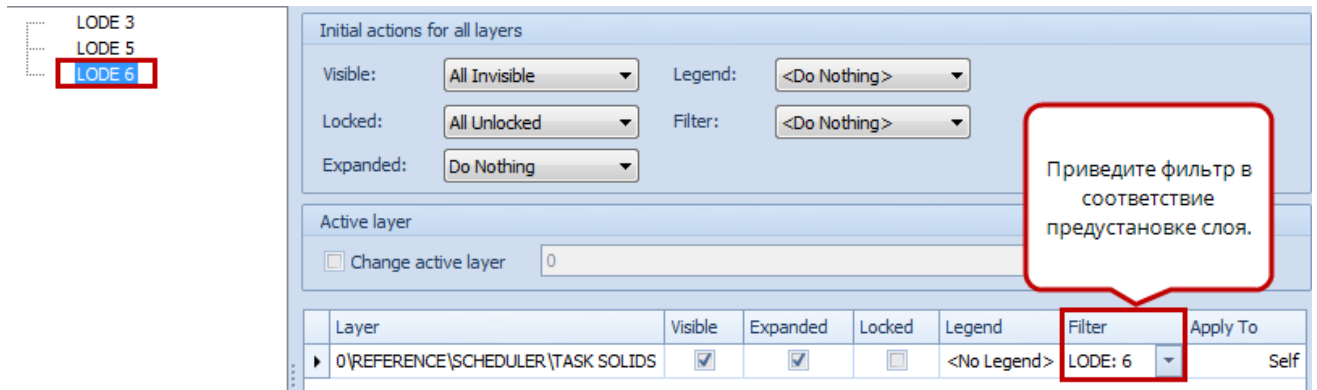 LODE 3
LODE 5
LODE 6
Initial actions for all layers
Visible: All Invisible Legend: <Do Nothing>
Locked: All Unlocked Filter: <Do Nothing>
Expanded: Do Nothing
Приведите фильтр в
соответствие
предустановке слоя.
Active layer
Change active layer 0
Layer Visible Expanded Locked Legend Filter Apply To
0\REFERENCE\SCHEDULER\TASK SOLIDS <No Legend> LODE: 6 Self